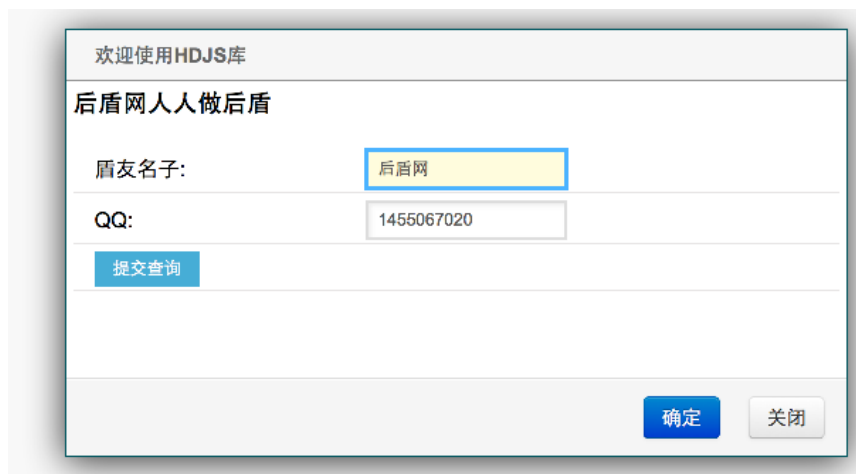 欢迎使用HDJS库
后盾网人人做后盾
盾友名子: 后盾网
QQ: 1455067020
提交查询
确定 关闭